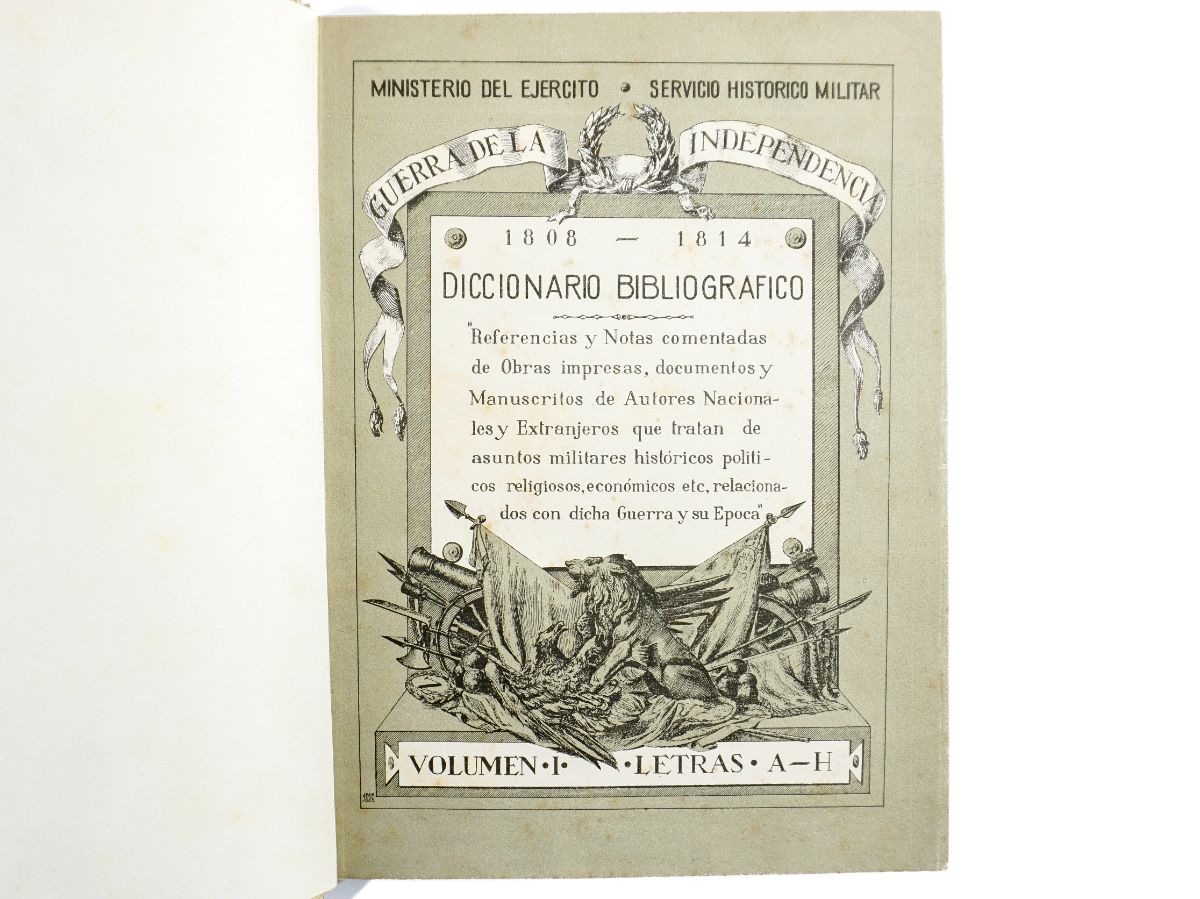 MINISTERIO DEL EJERCITO • SERVICIO HISTORICO MILITAR
GUERRA DE LA INDEPENDENCIA
1808 — 1814
DICCIONARIO BIBLIOGRAFICO
"Referencias y Notas comentadas
de Obras impresas, documentos y
Manuscritos de Autores Naciona-
les y Extranjeros que tratan de
asuntos militares históricos politi-
cos religiosos, económicos etc, relaciona-
dos con dicha Guerra y su Epoca"
VOLUMEN • I • • LETRAS • A—H